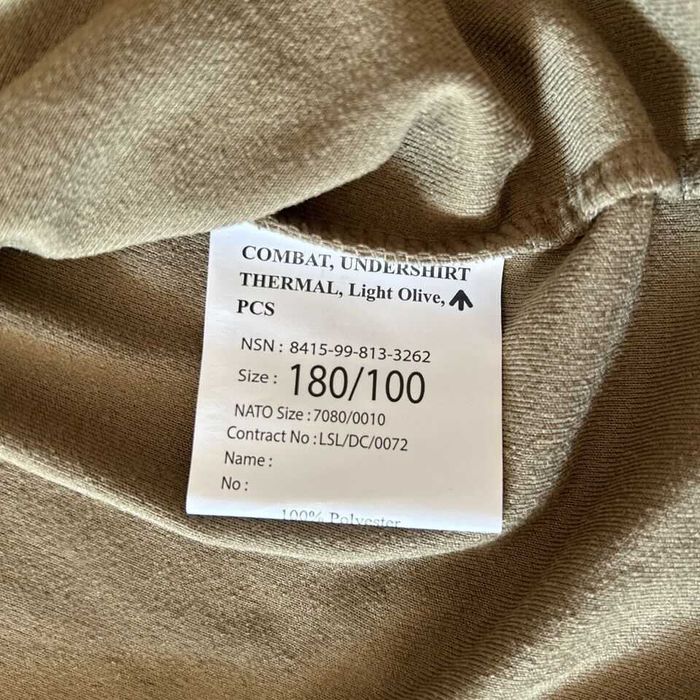 COMBAT, UNDERSHIRT
THERMAL, Light Olive,
PCS
NSN : 8415-99-813-3262
Size : 180/100
NATO Size : 7080/0010
Contract No : LSL/DC/0072
Name :
No :
100% Polyester